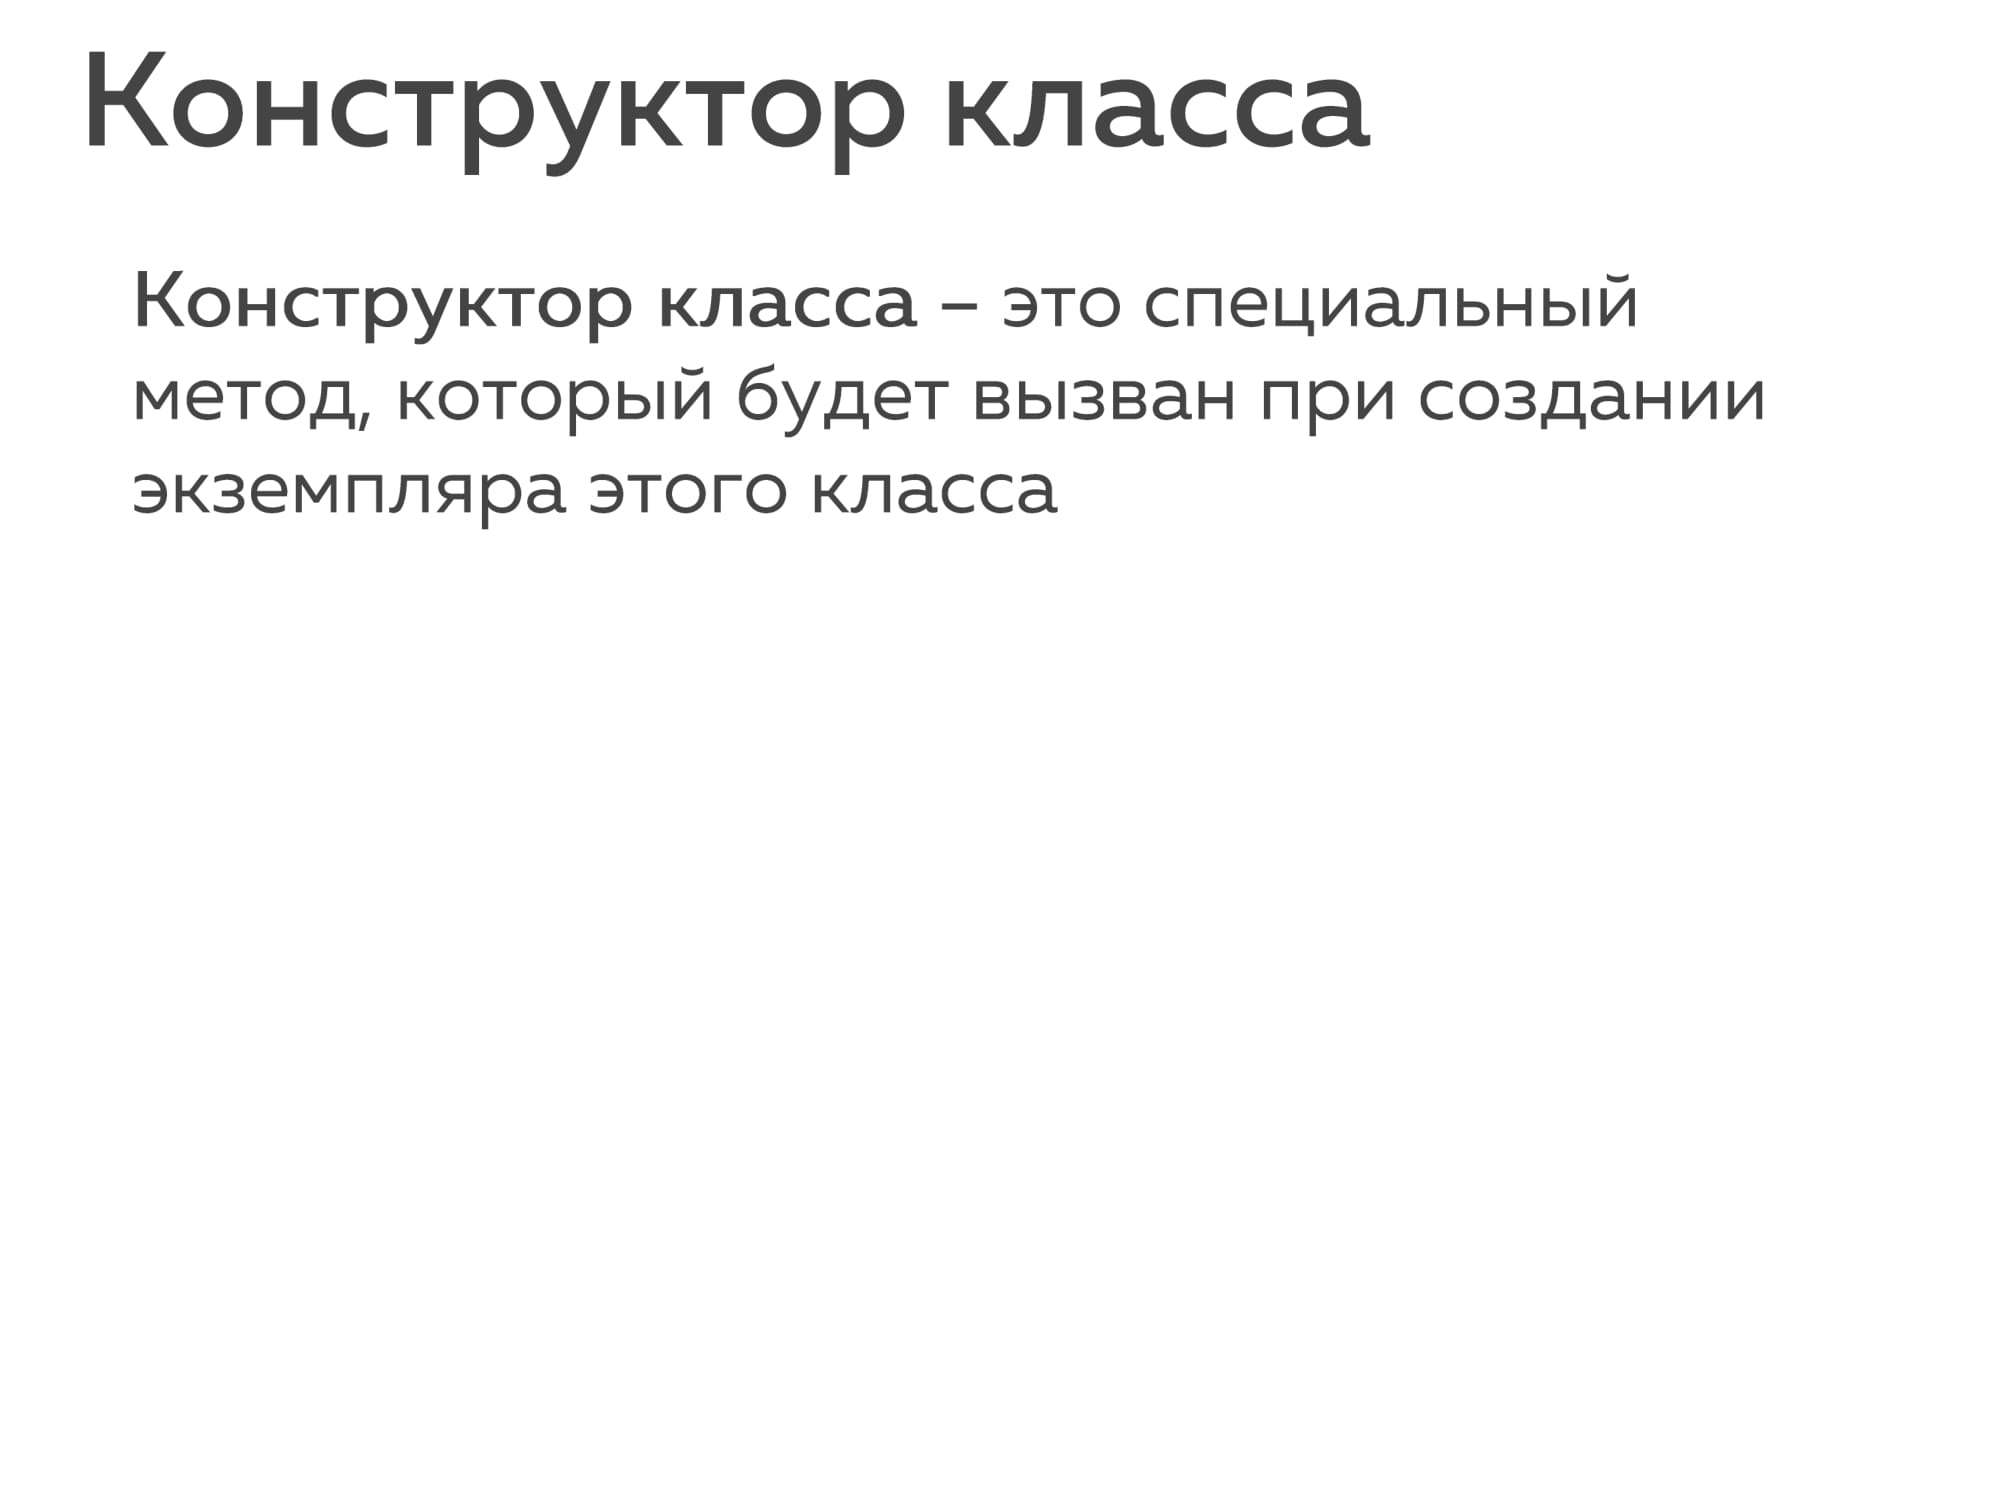 Конструктор класса
Конструктор класса – это специальный
метод, который будет вызван при создании
экземпляра этого класса